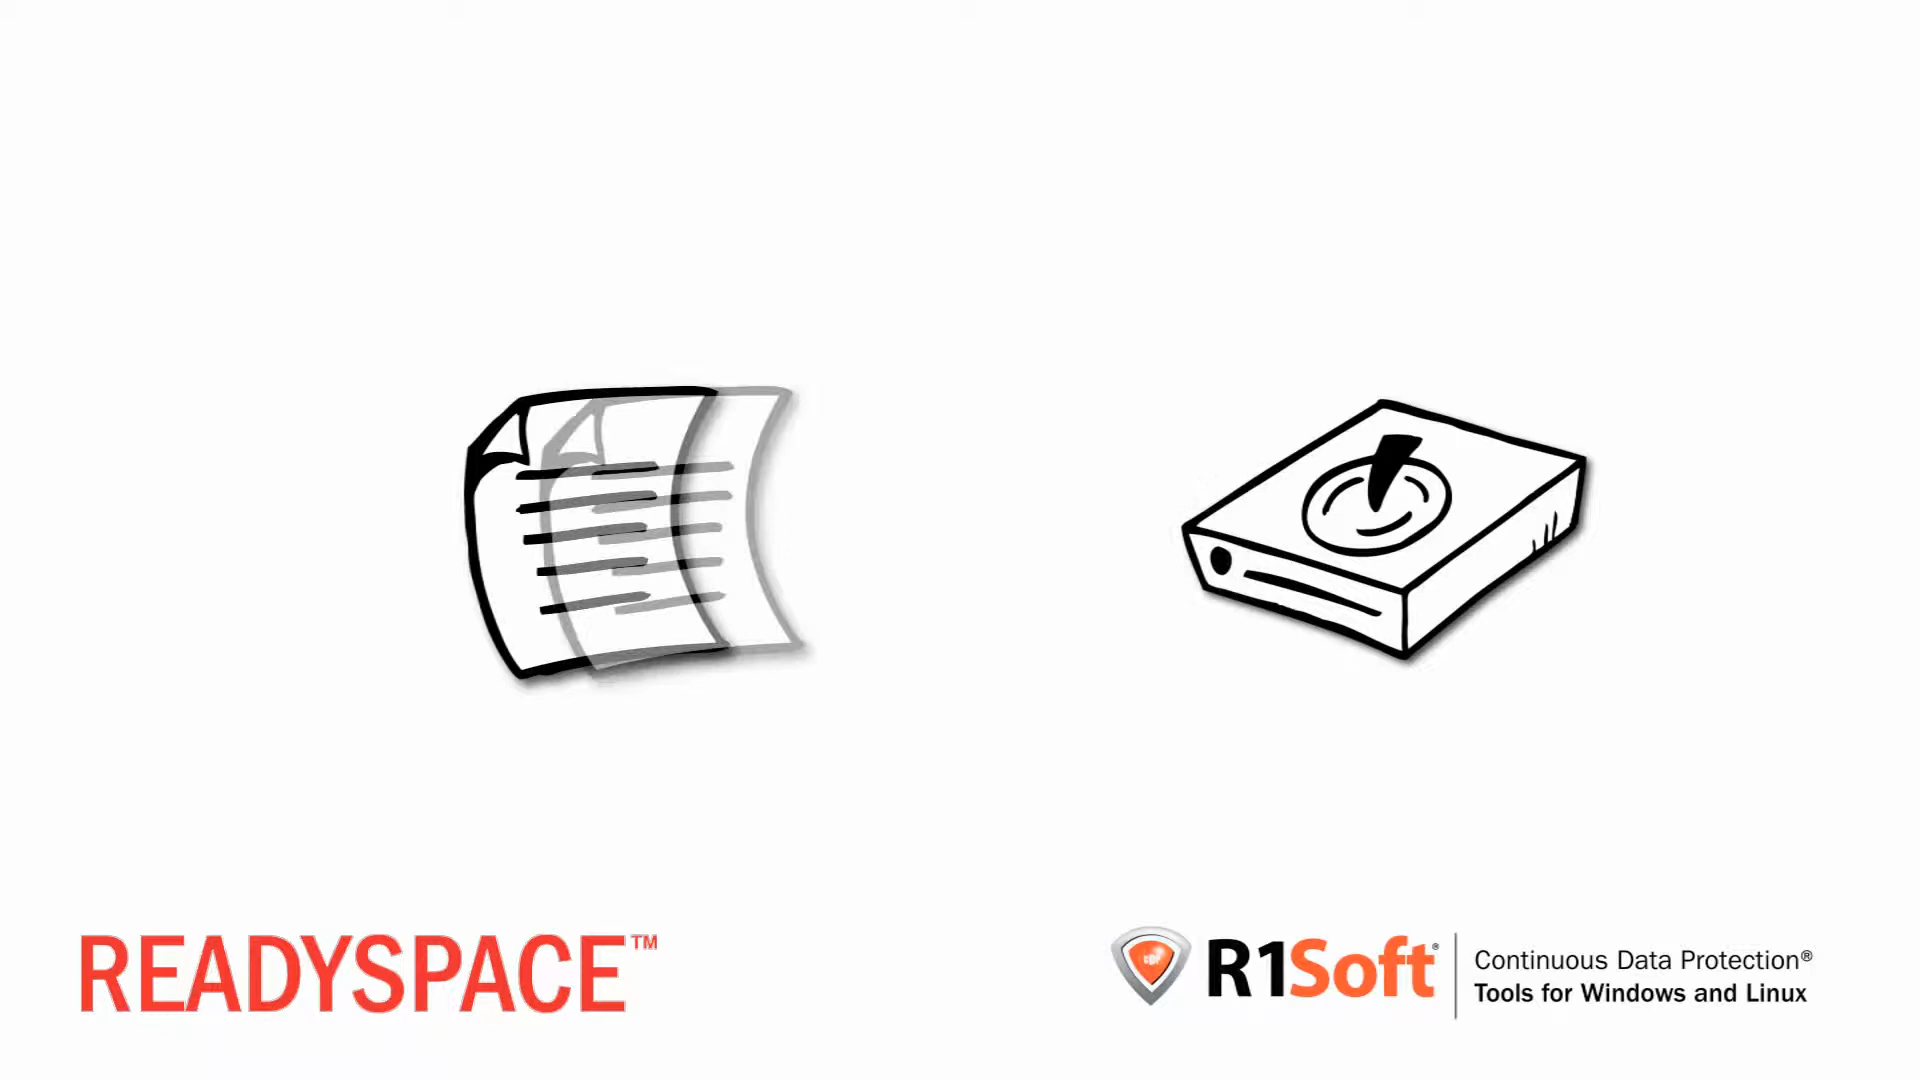 READYSPACE™
R1Soft®
Continuous Data Protection®
Tools for Windows and Linux